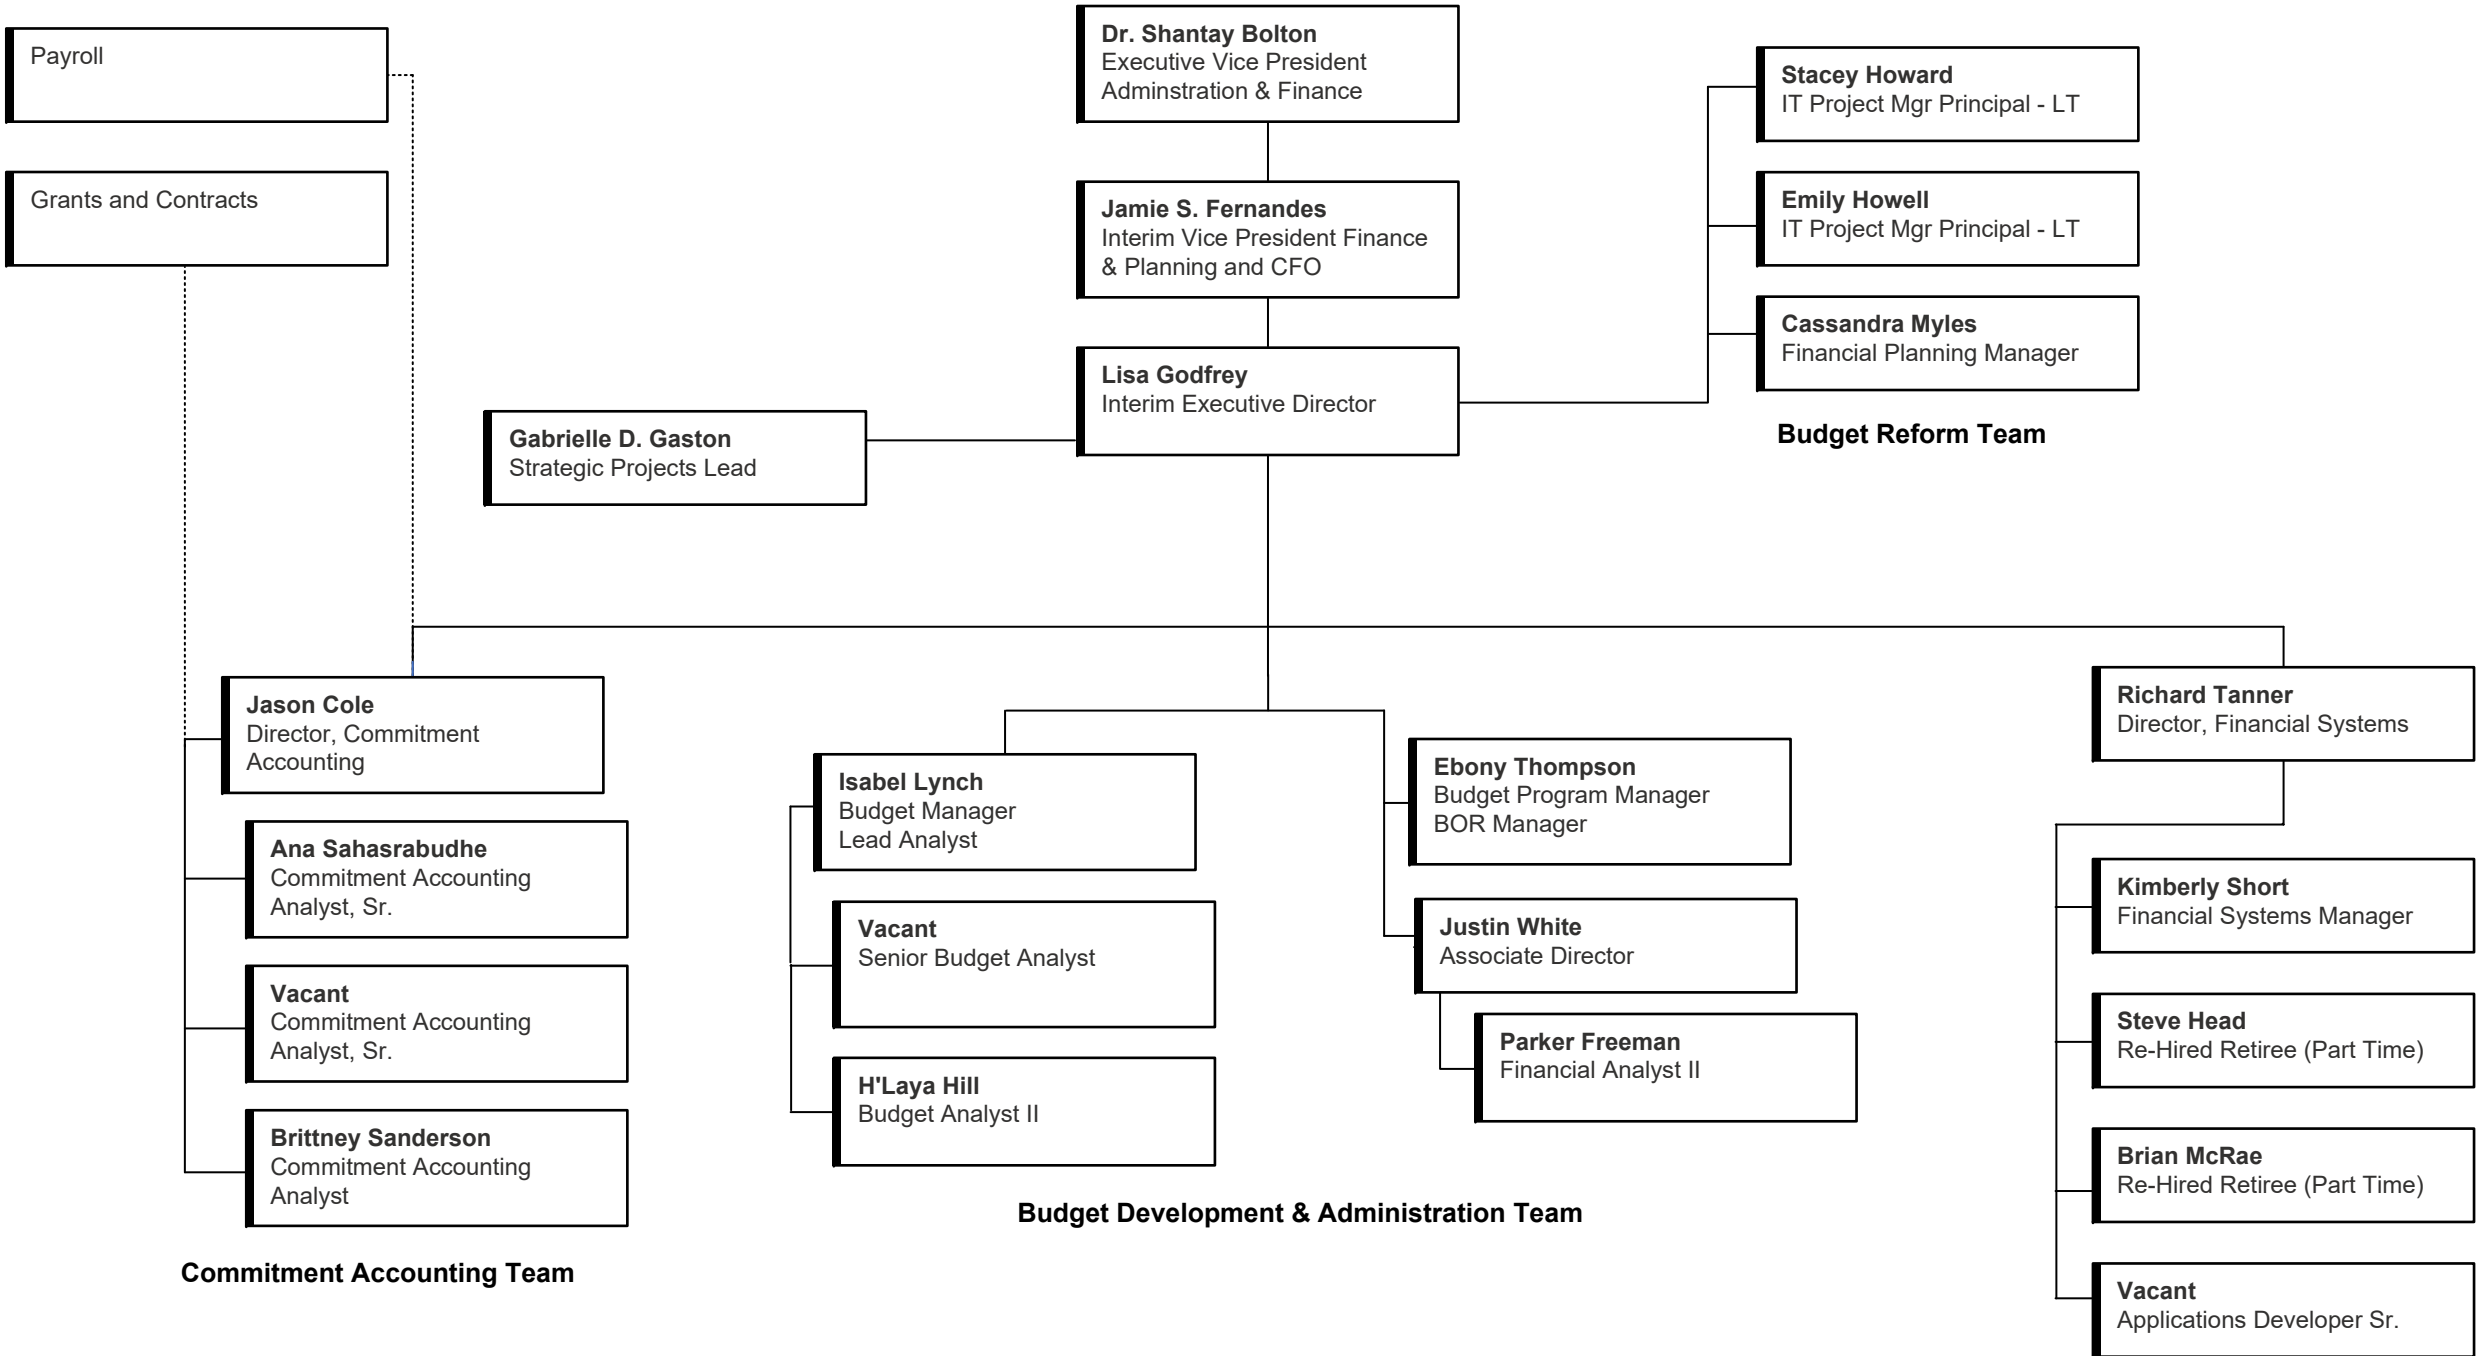 Payroll
Grants and Contracts
Dr. Shantay Bolton
Executive Vice President
Adminstration & Finance
Jamie S. Fernandes
Interim Vice President Finance
& Planning and CFO
Lisa Godfrey
Interim Executive Director
Gabrielle D. Gaston
Strategic Projects Lead
Stacey Howard
IT Project Mgr Principal - LT
Emily Howell
IT Project Mgr Principal - LT
Cassandra Myles
Financial Planning Manager
Budget Reform Team
Jason Cole
Director, Commitment
Accounting
Ana Sahasrabudhe
Commitment Accounting
Analyst, Sr.
Vacant
Commitment Accounting
Analyst, Sr.
Brittney Sanderson
Commitment Accounting
Analyst
Commitment Accounting Team
Isabel Lynch
Budget Manager
Lead Analyst
Vacant
Senior Budget Analyst
H'Laya Hill
Budget Analyst II
Ebony Thompson
Budget Program Manager
BOR Manager
Justin White
Associate Director
Parker Freeman
Financial Analyst II
Budget Development & Administration Team
Richard Tanner
Director, Financial Systems
Kimberly Short
Financial Systems Manager
Steve Head
Re-Hired Retiree (Part Time)
Brian McRae
Re-Hired Retiree (Part Time)
Vacant
Applications Developer Sr.